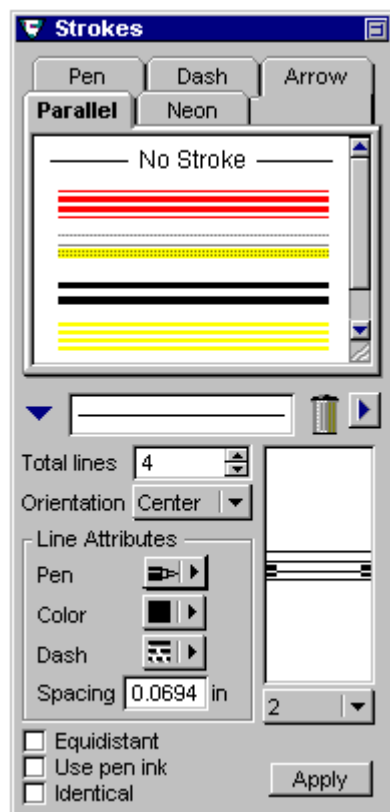 Strokes
Pen Dash Arrow
Parallel Neon
No Stroke
Total lines 4
Orientation Center
Line Attributes
Pen
Color
Dash
Spacing 0.0694 in
2
Equidistant
Use pen ink
Identical
Apply